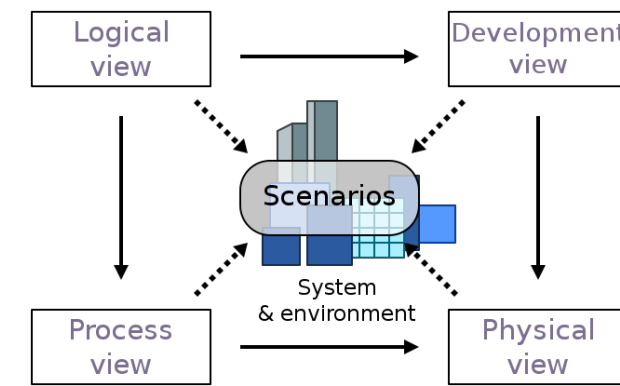 Logical
view
Development
view
Scenarios
System
& environment
Process
view
Physical
view